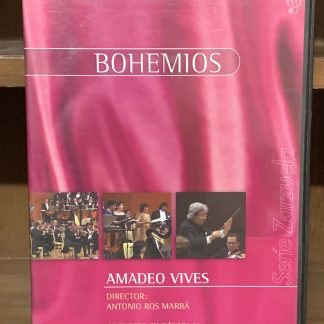 BOHEMIOS
Serie Zarzuela
AMADEO VIVES
DIRECTOR:
ANTONIO ROS MARBÁ